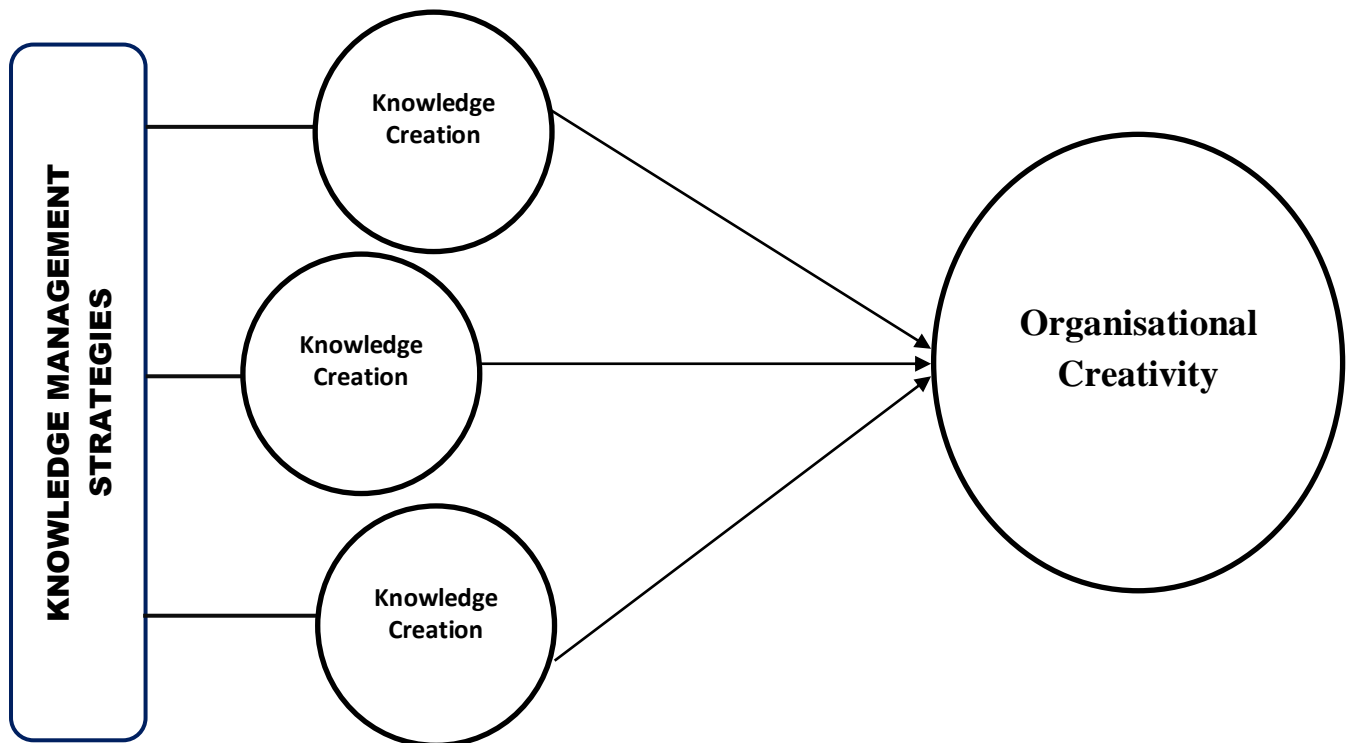 KNOWLEDGE MANAGEMENT
STRATEGIES
Knowledge
Creation
Knowledge
Creation
Knowledge
Creation
Organisational
Creativity